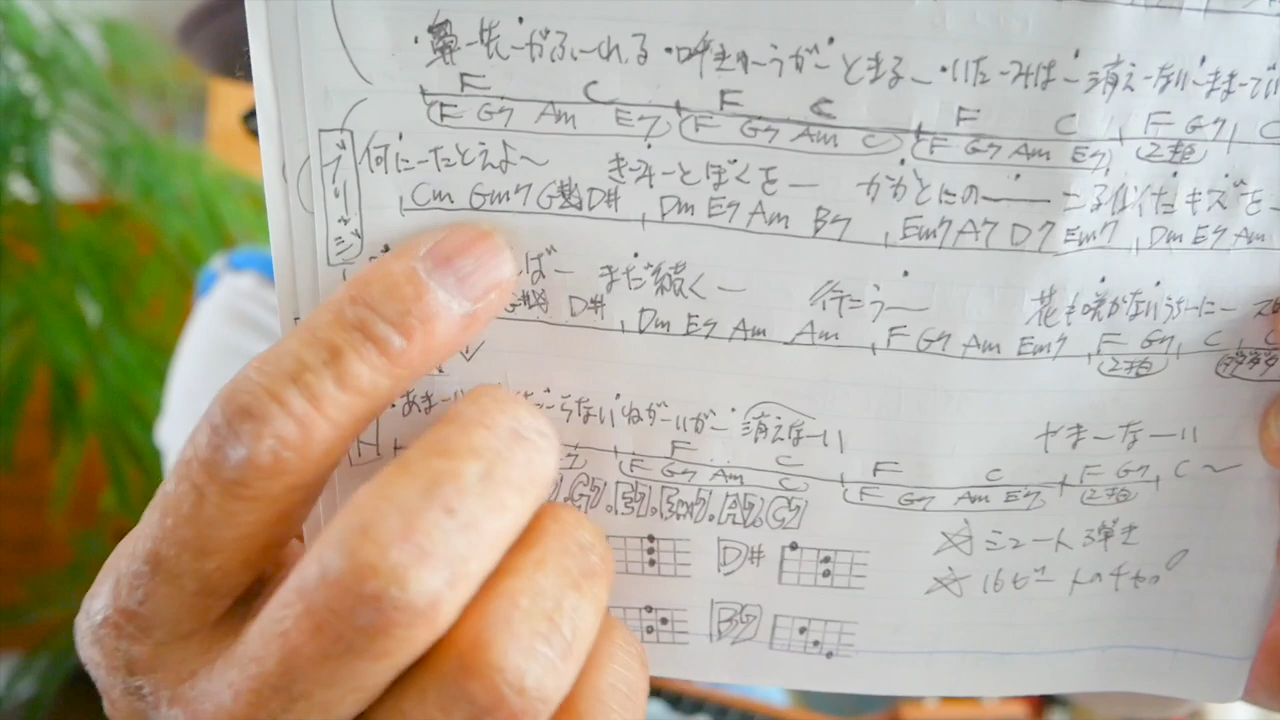 ・鼻ー先ーがふーれる・呼きゅーうがーとまるー・いたーみはー消えーないーままーでい
F C F C F C F G7 C
F G7 Am E7 F G7 Am C F G7 Am E7 2拍
ブリッジ
何にーたとえよ～ きーみーとぼくをー かかとにのーーこる似たキズをー
Cm Gm7 D# Dm E7 Am B7 Em7 A7 D7 Em7 Dm E7 Am
ばー まだ続くー 行こうー 花も咲かないうちーにー
D# Dm E7 Am Am F G7 Am Em7 F G7 C C
2拍
・あまー らないねがーいがー消えなーい やまーなーい
F C F C F G7 C～
F G7 Am C F G7 Am E7 2拍
G7.E7.Em7.A7.C7
D#
☆ミュート弾き
☆16ビート
B7